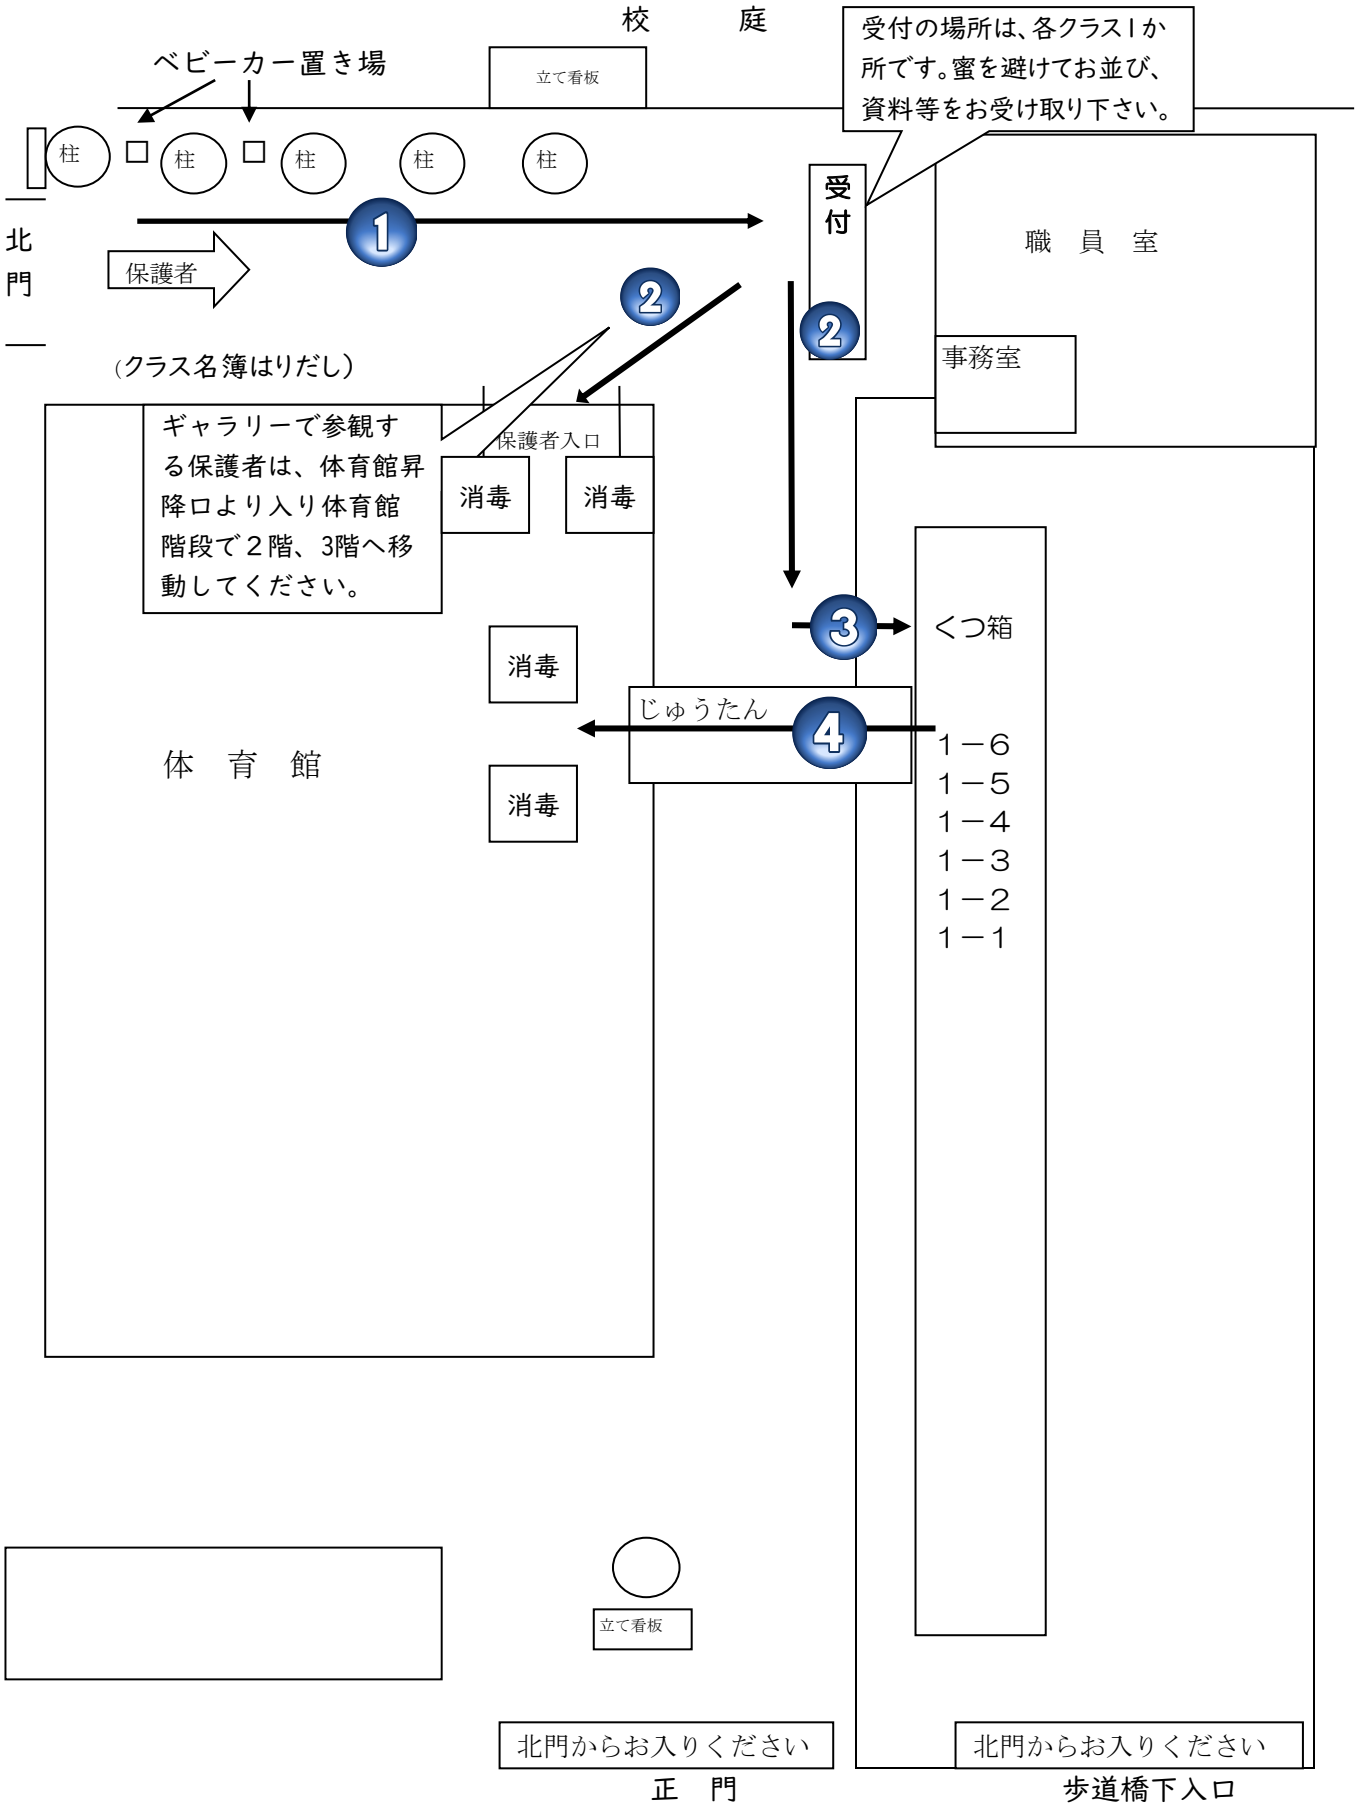 校　庭
受付の場所は、各クラス1か
所です。蜜を避けてお並び、
資料等をお受け取り下さい。
ベビーカー置き場
立て看板
柱
柱
柱
柱
柱
受付
北門
1
保護者
職　員　室
2
2
事務室
(クラス名簿はりだし)
ギャラリーで参観す
る保護者は、体育館昇
降口より入り体育館
階段で２階、3階へ移
動してください。
保護者入口
消毒
消毒
3
くつ箱
消毒
じゅうたん
4
体　育　館
消毒
１－６
１－５
１－４
１－３
１－２
１－１
立て看板
北門からお入りください
北門からお入りください
正　門
歩道橋下入口